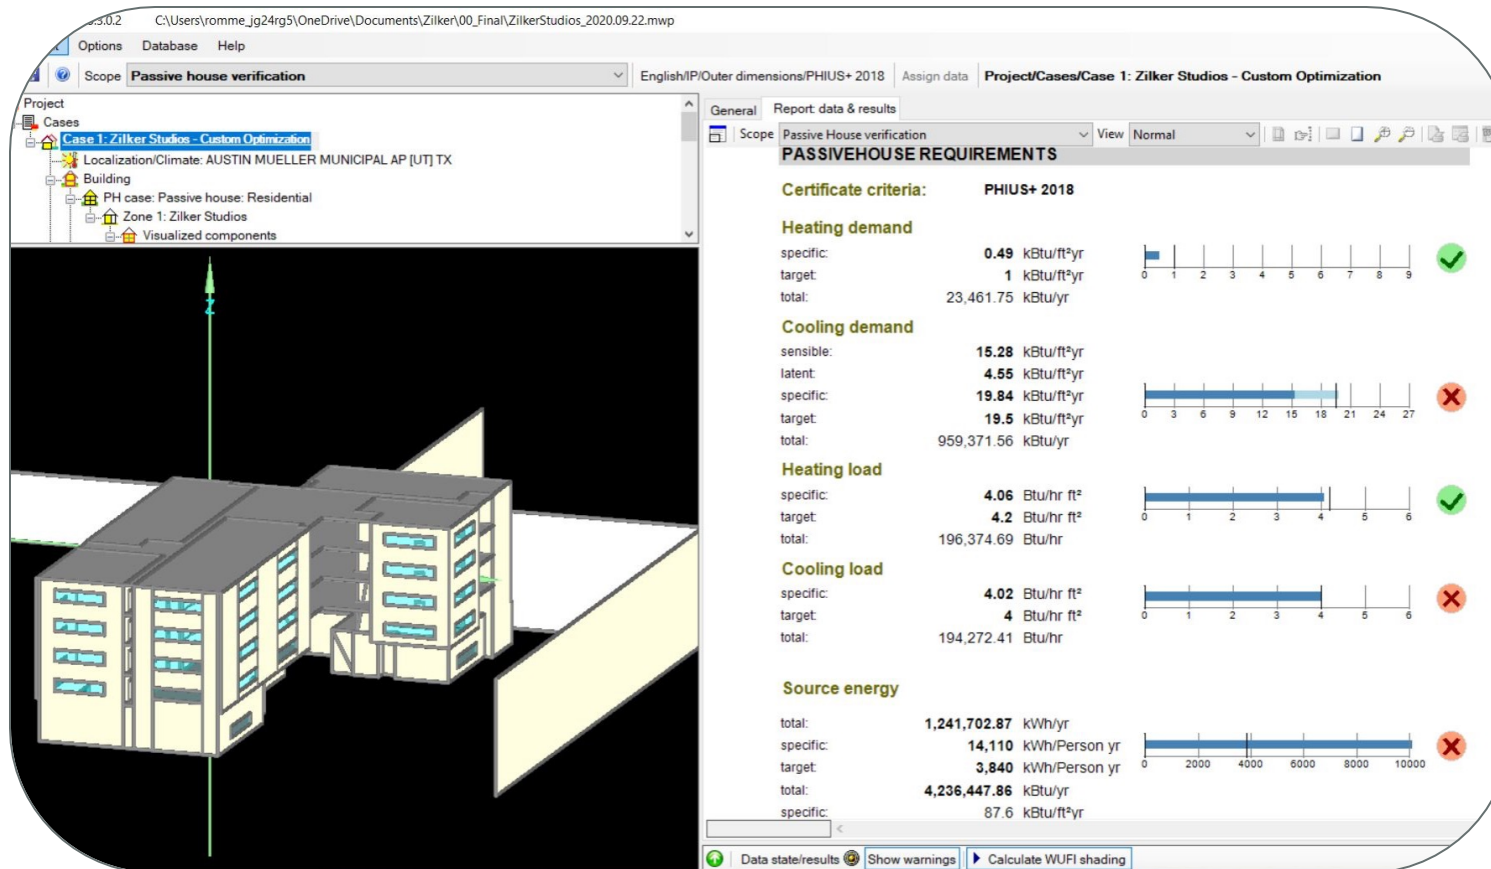 5.3.0.2 C:\Users\romme_jg24rg5\OneDrive\Documents\Zilker\00_Final\ZilkerStudios_2020.09.22.mwp
Options Database Help
Scope Passive house verification English/IP/Outer dimensions/PHIUS+ 2018 Assign data Project/Cases/Case 1: Zilker Studios - Custom Optimization
Project
Cases
Case 1: Zilker Studios - Custom Optimization
Localization/Climate: AUSTIN MUELLER MUNICIPAL AP [UT] TX
Building
PH case: Passive house: Residential
Zone 1: Zilker Studios
Visualized components
Z
General Report: data & results
Scope Passive House verification View Normal
PASSIVEHOUSE REQUIREMENTS
Certificate criteria: PHIUS+ 2018
Heating demand
specific: 0.49 kBtu/ft²yr
target: 1 kBtu/ft²yr
total: 23,461.75 kBtu/yr
0 1 2 3 4 5 6 7 8 9
Cooling demand
sensible: 15.28 kBtu/ft²yr
latent: 4.55 kBtu/ft²yr
specific: 19.84 kBtu/ft²yr
target: 19.5 kBtu/ft²yr
total: 959,371.56 kBtu/yr
0 3 6 9 12 15 18 21 24 27
Heating load
specific: 4.06 Btu/hr ft²
target: 4.2 Btu/hr ft²
total: 196,374.69 Btu/hr
0 1 2 3 4 5 6
Cooling load
specific: 4.02 Btu/hr ft²
target: 4 Btu/hr ft²
total: 194,272.41 Btu/hr
0 1 2 3 4 5 6
Source energy
total: 1,241,702.87 kWh/yr
specific: 14,110 kWh/Person yr
target: 3,840 kWh/Person yr
0 2000 4000 6000 8000 10000
total: 4,236,447.86 kBtu/yr
specific: 87.6 kBtu/ft²yr
Data state/results Show warnings Calculate WUFI shading